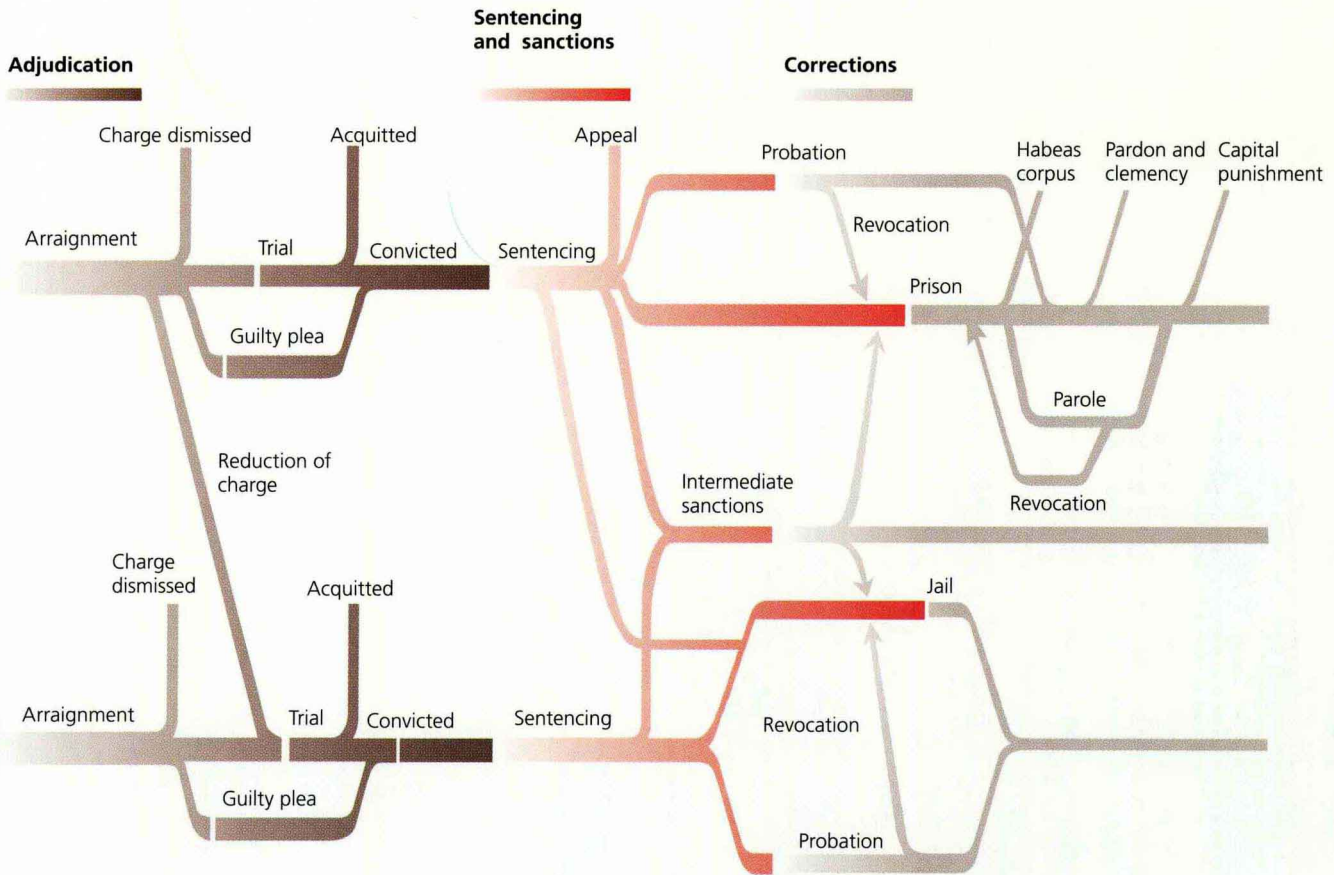 Sentencing
and sanctions
Adjudication
Corrections
Charge dismissed
Acquitted
Appeal
Probation
Habeas
corpus
Pardon and
clemency
Capital
punishment
Arraignment
Trial
Convicted
Sentencing
Revocation
Prison
Guilty plea
Parole
Reduction of
charge
Intermediate
sanctions
Revocation
Charge
dismissed
Acquitted
Jail
Arraignment
Trial
Convicted
Sentencing
Revocation
Guilty plea
Probation